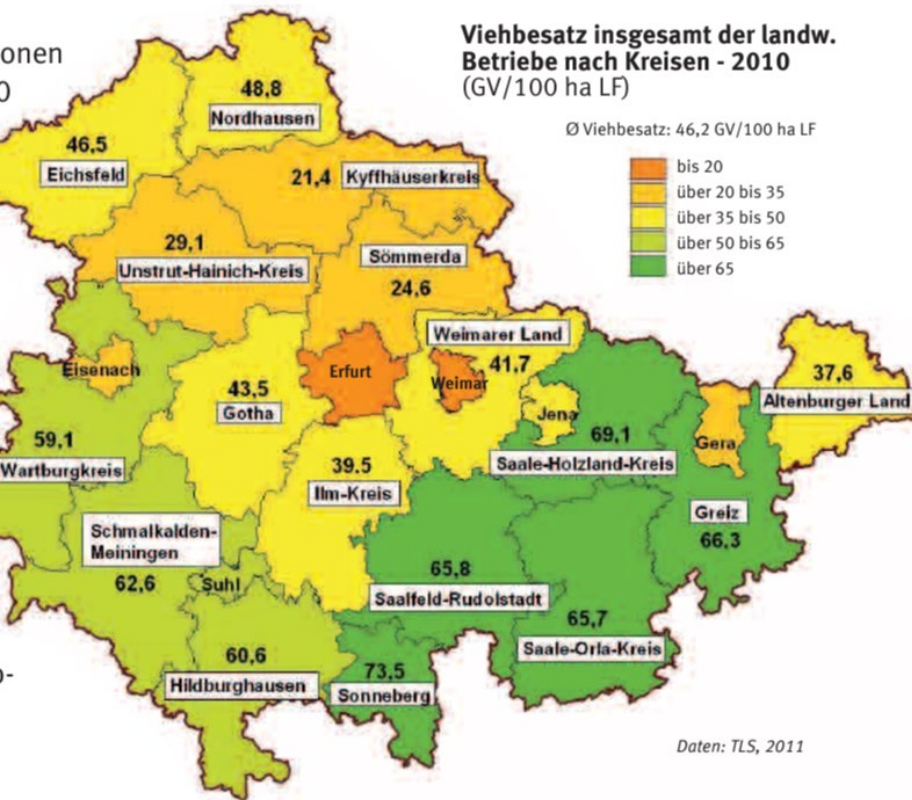 onen
0
Viehbesatz insgesamt der landw.
Betriebe nach Kreisen - 2010
(GV/100 ha LF)
Ø Viehbesatz: 46,2 GV/100 ha LF
bis 20
über 20 bis 35
über 35 bis 50
über 50 bis 65
über 65
48,8
Nordhausen
46,5
Eichsfeld
21,4 Kyffhäuserkreis
29,1
Unstrut-Hainich-Kreis
Sömmerda
24,6
Weimarer Land
41,7
Eisenach
Erfurt
Weimar
43,5
Gotha
Jena
37,6
Altenburger Land
59,1
Wartburgkreis
69,1
Saale-Holzland-Kreis
Gera
39.5
Ilm-Kreis
Greiz
66,3
Schmalkalden-
Meiningen
62,6
Suhl
65,8
Saalfeld-Rudolstadt
65,7
Saale-Orla-Kreis
60,6
Hildburghausen
73,5
Sonneberg
o-
Daten: TLS, 2011